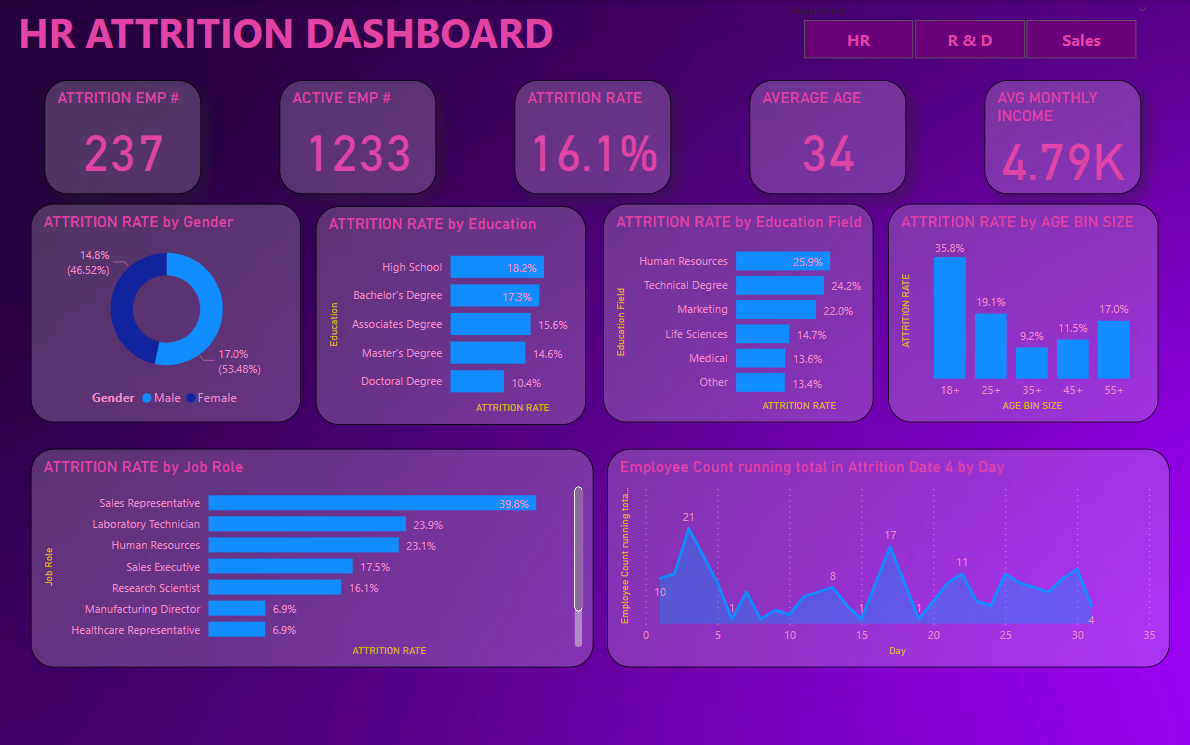 HR ATTRITION DASHBOARD
HR
R & D
Sales
ATTRITION EMP #
237
ACTIVE EMP #
1233
ATTRITION RATE
16.1%
AVERAGE AGE
34
AVG MONTHLY
INCOME
4.79K
ATTRITION RATE by Gender
14.8%
(46.52%)
17.0%
(53.48%)
Gender Male Female
ATTRITION RATE by Education
Education
High School 18.2%
Bachelor's Degree 17.3%
Associates Degree 15.6%
Master's Degree 14.6%
Doctoral Degree 10.4%
ATTRITION RATE
ATTRITION RATE by Education Field
Education Field
Human Resources 25.9%
Technical Degree 24.2%
Marketing 22.0%
Life Sciences 14.7%
Medical 13.6%
Other 13.4%
ATTRITION RATE
ATTRITION RATE by AGE BIN SIZE
ATTRITION RATE
35.8%
19.1%
9.2%
11.5%
17.0%
18+ 25+ 35+ 45+ 55+
AGE BIN SIZE
ATTRITION RATE by Job Role
Job Role
Sales Representative 39.8%
Laboratory Technician 23.9%
Human Resources 23.1%
Sales Executive 17.5%
Research Scientist 16.1%
Manufacturing Director 6.9%
Healthcare Representative 6.9%
ATTRITION RATE
Employee Count running total in Attrition Date 4 by Day
Employee Count running tota...
10
21
1
8
1
17
1
11
4
0 5 10 15 20 25 30 35
Day